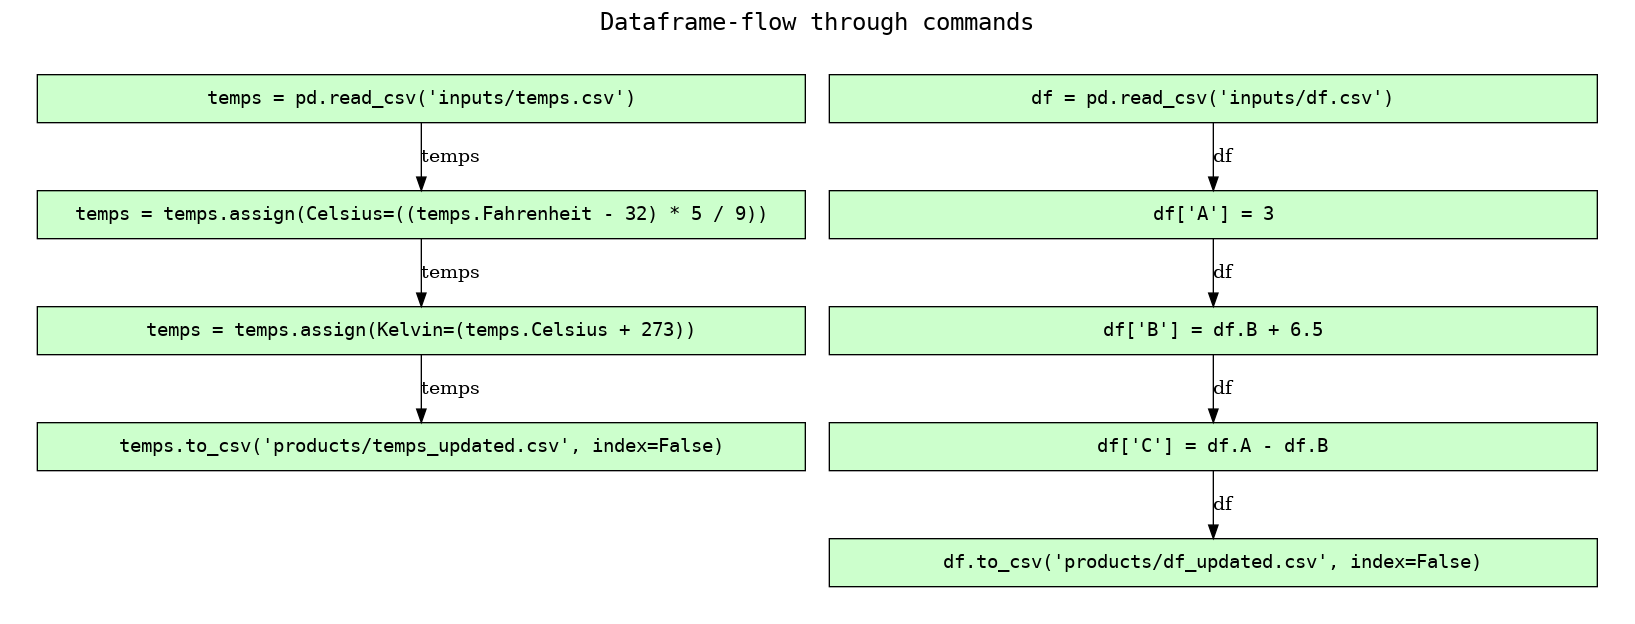 Dataframe-flow through commands
temps = pd.read_csv('inputs/temps.csv')
temps
temps = temps.assign(Celsius=((temps.Fahrenheit - 32) * 5 / 9))
temps
temps = temps.assign(Kelvin=(temps.Celsius + 273))
temps
temps.to_csv('products/temps_updated.csv', index=False)
df = pd.read_csv('inputs/df.csv')
df
df['A'] = 3
df
df['B'] = df.B + 6.5
df
df['C'] = df.A - df.B
df
df.to_csv('products/df_updated.csv', index=False)